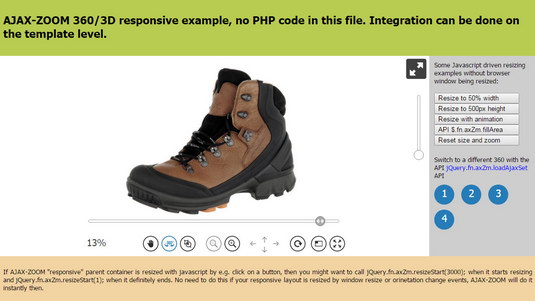 AJAX-ZOOM 360/3D responsive example, no PHP code in this file. Integration can be done on
the template level.
Some Javascript driven resizing
examples without browser
window being resized:
Resize to 50% width
Resize to 500px height
Resize with animation
API $.fn.axZm.fillArea
Reset size and zoom
Switch to a different 360 with the
API jQuery.fn.axZm.loadAjaxSet
API
1 2 3
4
13%
If AJAX-ZOOM "responsive" parent container is resized with javascript by e.g. click on a button, then you might want to call jQuery.fn.axZm.resizeStart(3000); when it starts resizing
and jQuery.fn.axZm.resizeStart(1); when it definitely ends. No need to do this if your responsive layout is resized by window resize or orinetation change events, AJAX-ZOOM will do it
instantly then.